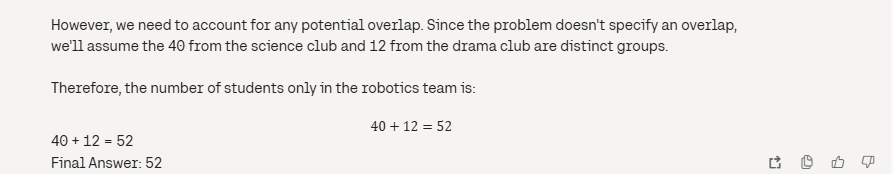 However, we need to account for any potential overlap. Since the problem doesn't specify an overlap,
we'll assume the 40 from the science club and 12 from the drama club are distinct groups.
Therefore, the number of students only in the robotics team is:
40 + 12 = 52
40 + 12 = 52
Final Answer: 52